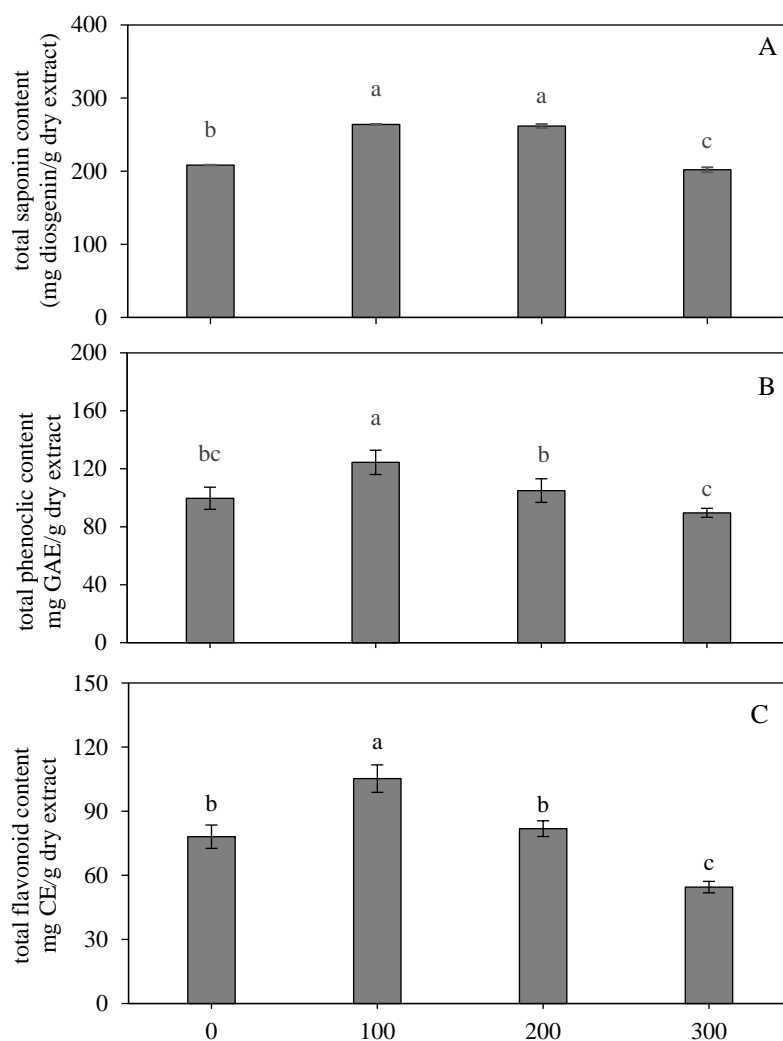 total saponin content
(mg diosgenin/g dry extract)
400
300
200
100
0
A
b
a
a
c
total phenoclic content
mg GAE/g dry extract
200
160
120
80
40
0
B
bc
a
b
c
total flavonoid content
mg CE/g dry extract
150
120
90
60
30
0
C
b
a
b
c
0 100 200 300